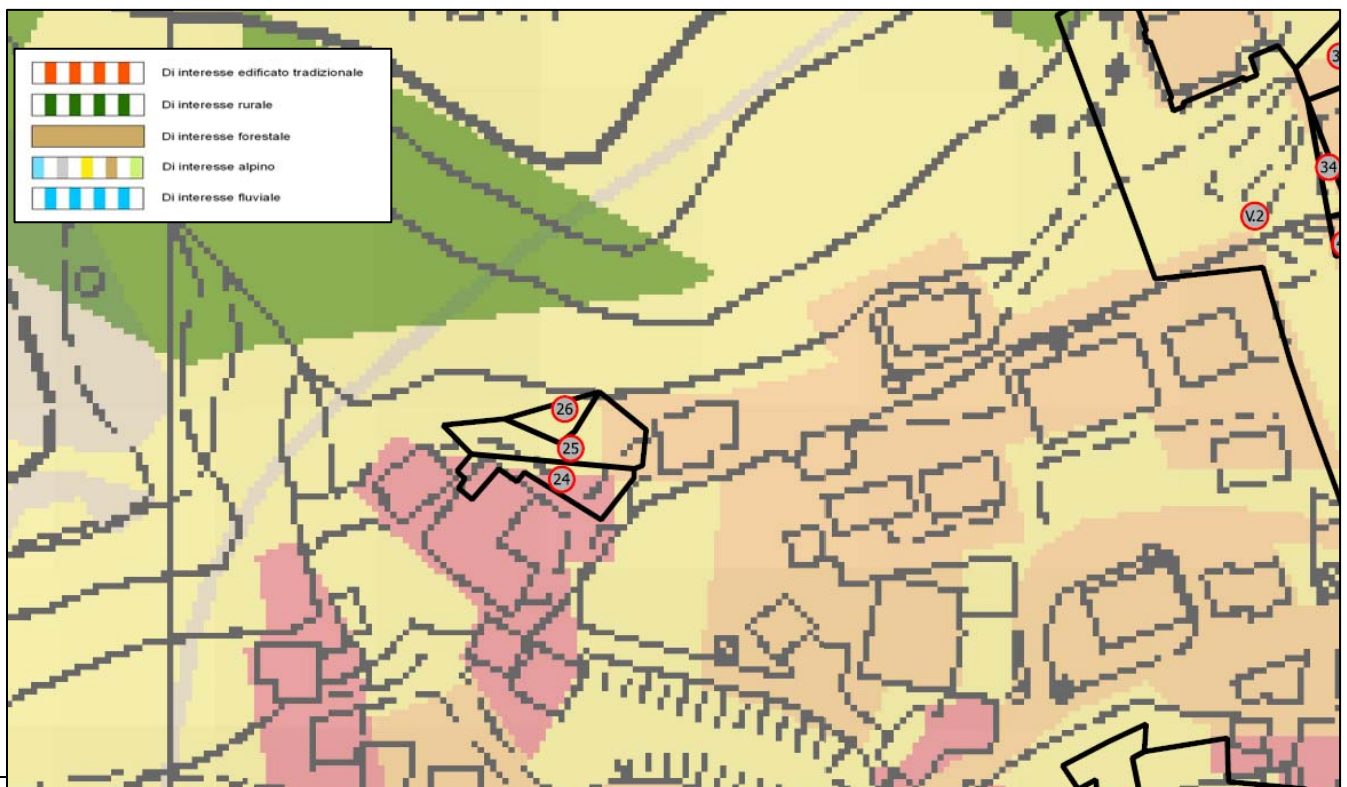 Di interesse edificato tradizionale
Di interesse rurale
Di interesse forestale
Di interesse alpino
Di interesse fluviale
34
V.2
26
25
24